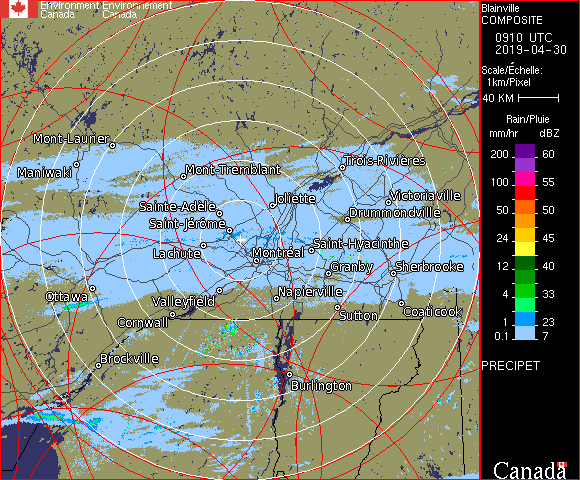 Environment Environnement
Canada Canada
Blainville
COMPOSITE
0910 UTC
2019-04-30
Scale/Échelle:
1km/Pixel
40 KM
Rain/Pluie
mm/hr dBZ
200 60
100 55
50 50
24 45
12 40
4 33
1 23
0.1 7
PRECIPET
Canada
Mont-Laurier
Maniwaki
Mont-Tremblant
Trois-Rivières
Sainte-Adèle
Joliette
Victoriaville
Drummondville
Saint-Jérôme
Lachute
Montréal
Saint-Hyacinthe
Granby
Sherbrooke
Ottawa
Valleyfield
Napierville
Cornwall
Sutton
Coaticook
Brockville
Burlington